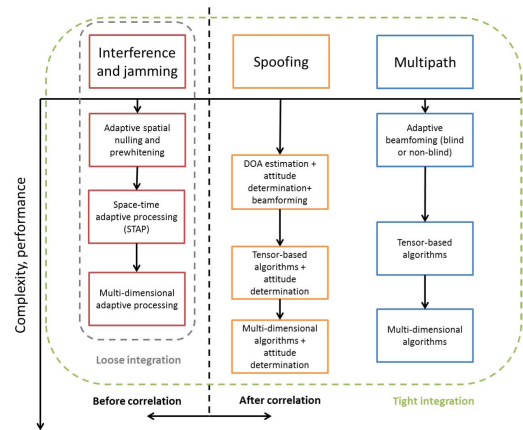 Interference
and jamming
Spoofing
Multipath
Adaptive spatial
nulling and
prewhitening
Adaptive
beamfoming (blind
or non-blind)
DOA estimation +
attitude
determination+
beamforming
Space-time
adaptive processing
(STAP)
Tensor-based
algorithms +
attitude
determination
Tensor-based
algorithms
Multi-dimensional
adaptive processing
Multi-dimensional
algorithms +
attitude
determination
Multi-dimensional
algorithms
Complexity, performance
Loose integration
Before correlation
After correlation
Tight integration